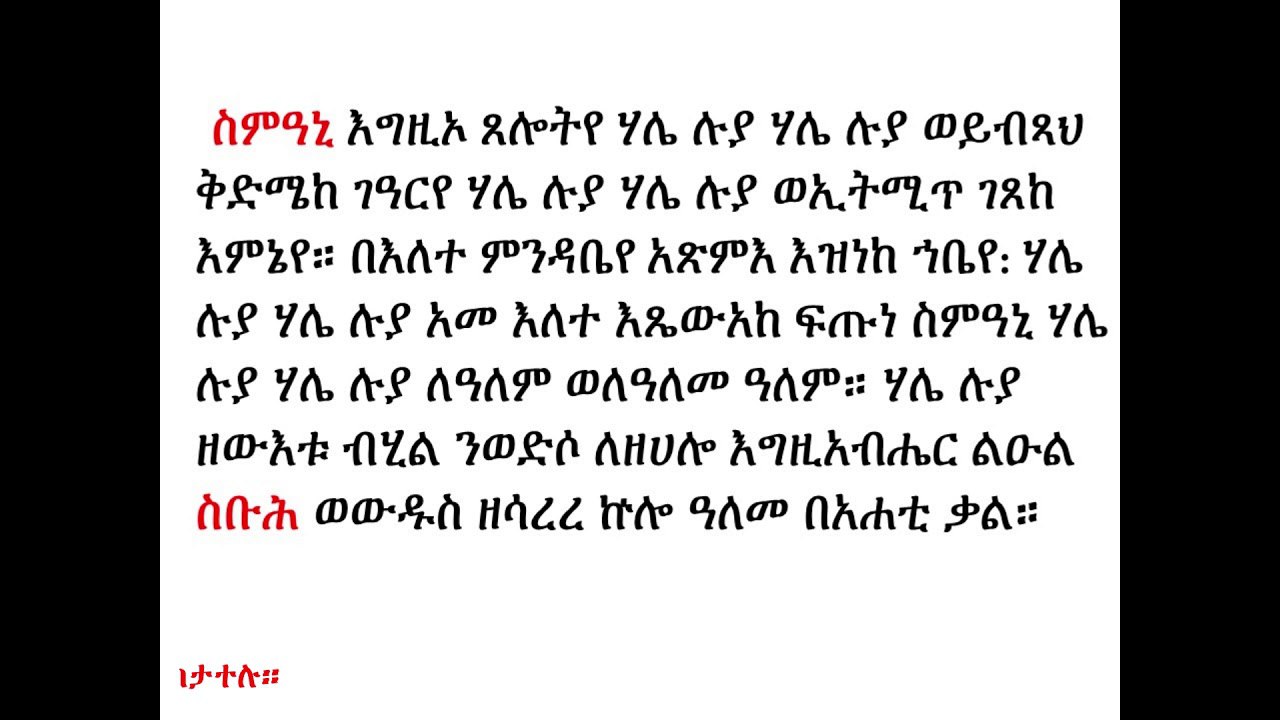 ስምዓኒ እግዚኦ ጸሎትየ ሃሌ ሉያ ሃሌ ሉያ ወይብጻህ
ቅድሜከ ገዓርየ ሃሌ ሉያ ሃሌ ሉያ ወኢትሚጥ ገጸከ
እምኔየ። በእለተ ምንዳቤየ አጽምእ እዝነከ ኀቤየ: ሃሌ
ሉያ ሃሌ ሉያ አመ እለተ እጼውአከ ፍጡነ ስምዓኒ ሃሌ
ሉያ ሃሌ ሉያ ለዓለም ወለዓለመ ዓለም። ሃሌ ሉያ
ዘውእቱ ብሂል ንወድሶ ለዘሀሎ እግዚአብሔር ልዑል
ስቡሕ ወውዱስ ዘሳረረ ኵሎ ዓለመ በአሐቲ ቃል።